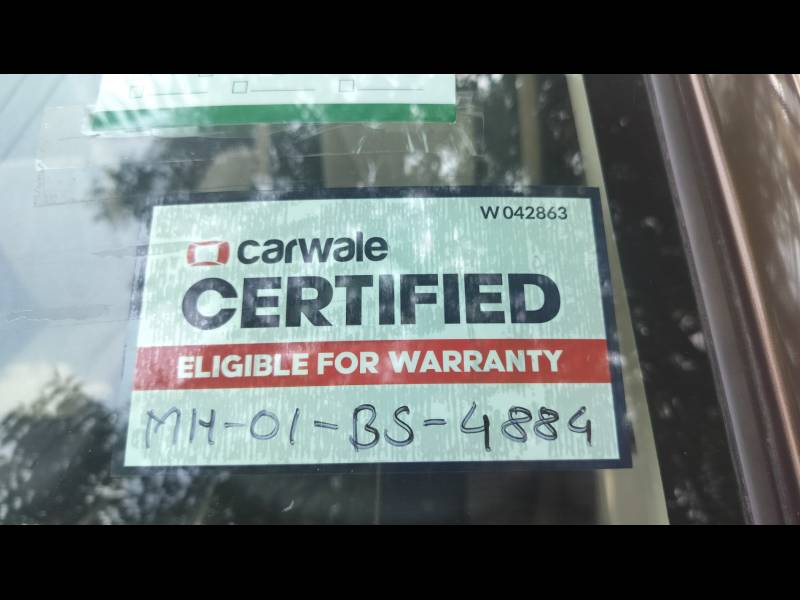 W 042863
carwale
CERTIFIED
ELIGIBLE FOR WARRANTY
MH-01-BS-4884